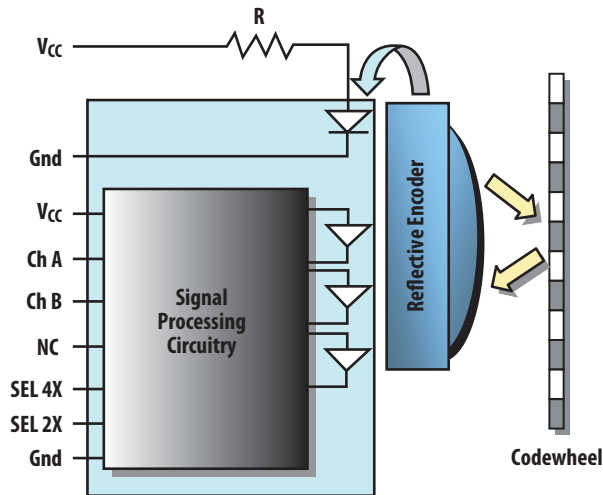 R
VCC
Gnd
VCC
Ch A
Ch B
NC
SEL 4X
SEL 2X
Gnd
Signal
Processing
Circuitry
Reflective Encoder
Codewheel